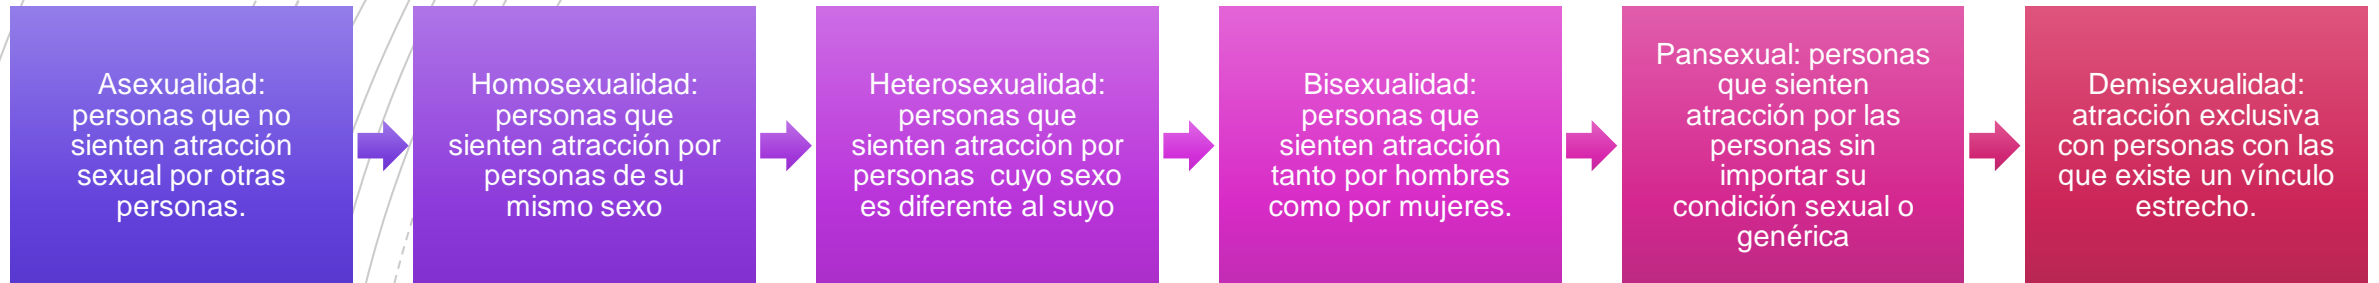 Asexualidad:
personas que no
sienten atracción
sexual por otras
personas.
Homosexualidad:
personas que
sienten atracción por
personas de su
mismo sexo
Heterosexualidad:
personas que
sienten atracción por
personas  cuyo sexo
es diferente al suyo
Bisexualidad:
personas que
sienten atracción
tanto por hombres
como por mujeres.
Pansexual: personas
que sienten
atracción por las
personas sin
importar su
condición sexual o
genérica
Demisexualidad:
atracción exclusiva
con personas con las
que existe un vínculo
estrecho.